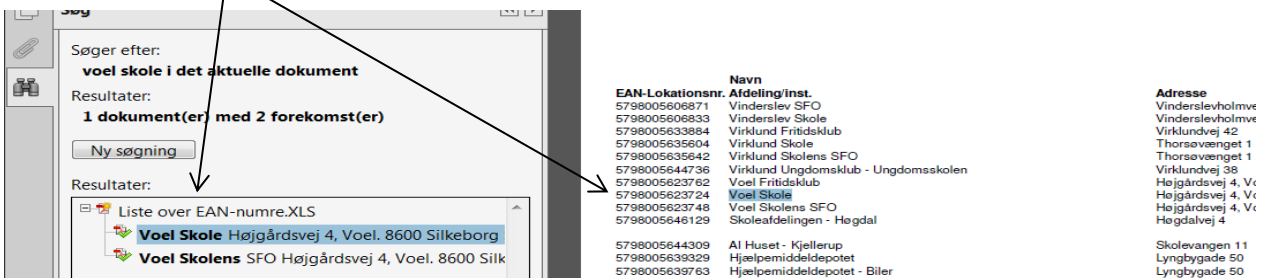 Søg
Søger efter:
voel skole i det aktuelle dokument
Resultater:
1 dokument(er) med 2 forekomst(er)
Ny søgning
Resultater:
Liste over EAN-numre.XLS
Voel Skole Højgårdsvej 4, Voel. 8600 Silkeborg
Voel Skolens SFO Højgårdsvej 4, Voel. 8600 Silk
Navn
EAN-Lokationsnr. Afdeling/inst. Adresse
5798005606871 Vinderslev SFO Vinderslevholmve
5798005606833 Vinderslev Skole Vinderslevholmve
5798005633884 Virklund Fritidsklub Virklundvej 42
5798005635604 Virklund Skole Thorsøvænget 1
5798005635642 Virklund Skolens SFO Thorsøvænget 1
5798005644736 Virklund Ungdomsklub - Ungdomsskolen Virklundvej 38
5798005623762 Voel Fritidsklub Højgårdsvej 4, Vo
5798005623724 Voel Skole Højgårdsvej 4, Vo
5798005623748 Voel Skolens SFO Højgårdsvej 4, Vo
5798005646129 Skoleafdelingen - Høgdal Høgdalvej 4
5798005644309 Al Huset - Kjellerup Skolevangen 11
5798005639329 Hjælpemiddeldepotet Lyngbygade 50
5798005639763 Hjælpemiddeldepotet - Biler Lyngbygade 50